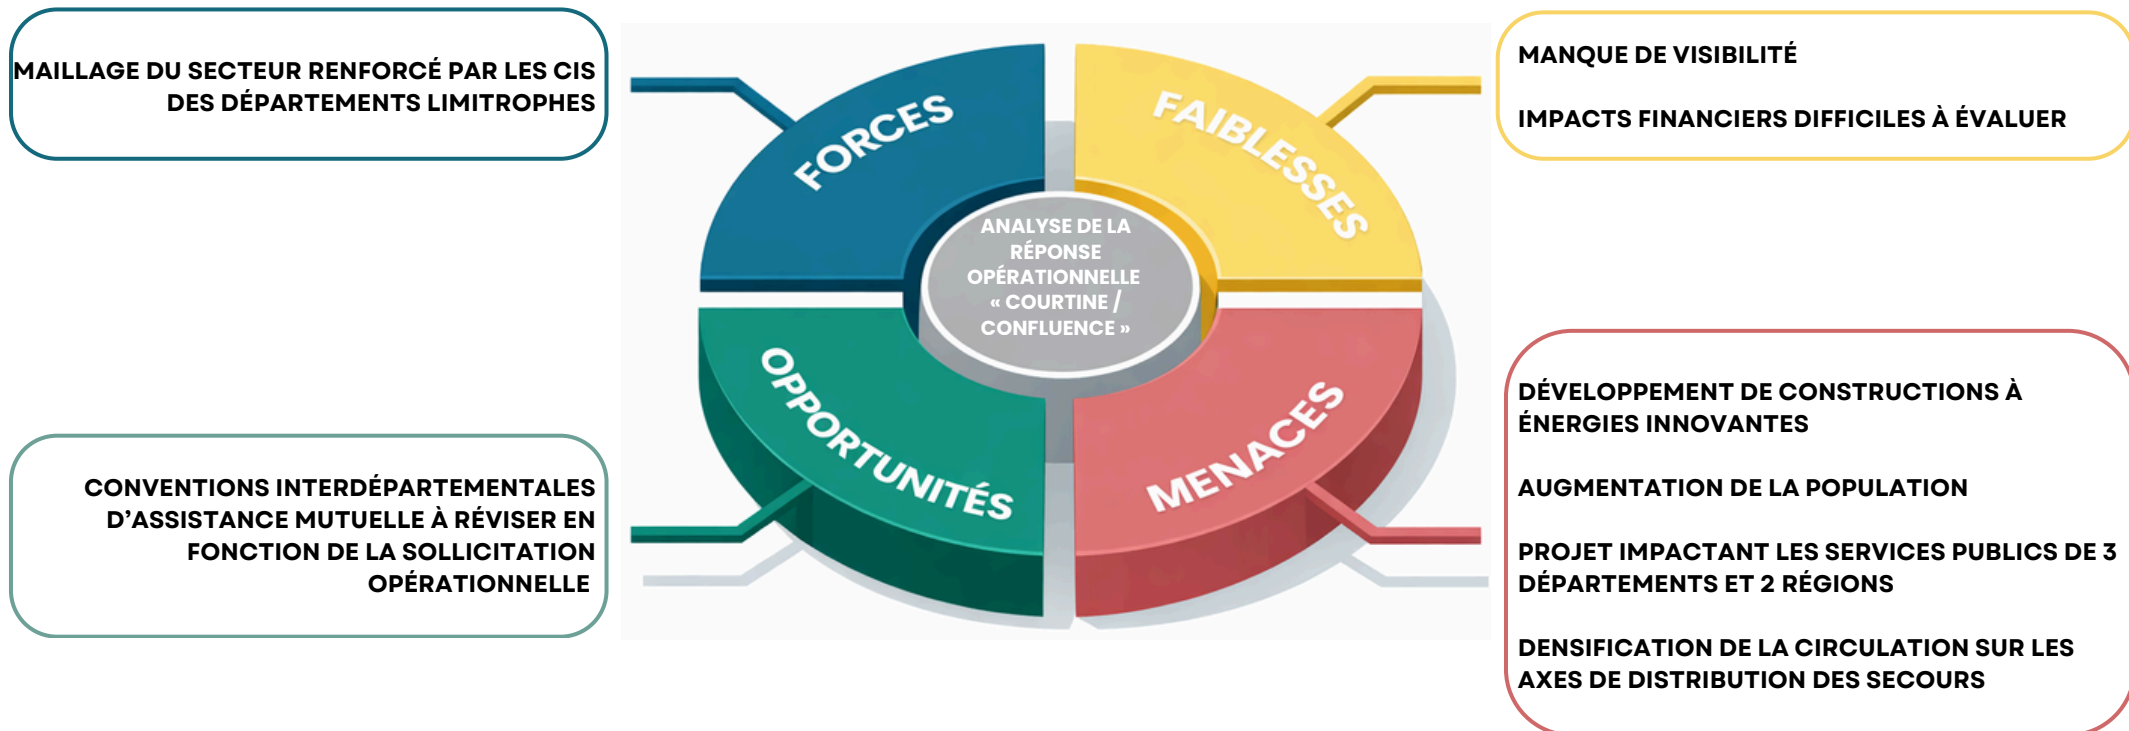 MAILLAGE DU SECTEUR RENFORCÉ PAR LES CIS
DES DÉPARTEMENTS LIMITROPHES
FORCES
FAIBLESSES
MANQUE DE VISIBILITÉ
IMPACTS FINANCIERS DIFFICILES À ÉVALUER
ANALYSE DE LA
RÉPONSE
OPÉRATIONNELLE
« COURTINE /
CONFLUENCE »
CONVENTIONS INTERDÉPARTEMENTALES
D’ASSISTANCE MUTUELLE À RÉVISER EN
FONCTION DE LA SOLLICITATION
OPÉRATIONNELLE
OPPORTUNITÉS
MENACES
DÉVELOPPEMENT DE CONSTRUCTIONS À
ÉNERGIES INNOVANTES
AUGMENTATION DE LA POPULATION
PROJET IMPACTANT LES SERVICES PUBLICS DE 3
DÉPARTEMENTS ET 2 RÉGIONS
DENSIFICATION DE LA CIRCULATION SUR LES
AXES DE DISTRIBUTION DES SECOURS